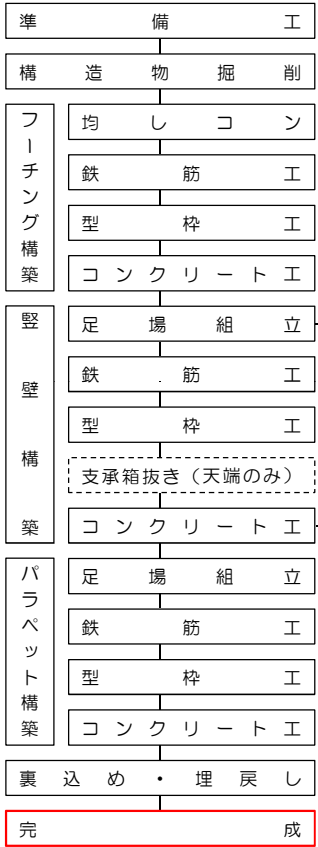 準備工
構造物掘削
フーチング構築
均しコン
鉄筋工
型枠工
コンクリート工
竪壁構築
足場組立
鉄筋工
型枠工
支承箱抜き（天端のみ）
コンクリート工
パラペット構築
足場組立
鉄筋工
型枠工
コンクリート工
裏込め・埋戻し
完成